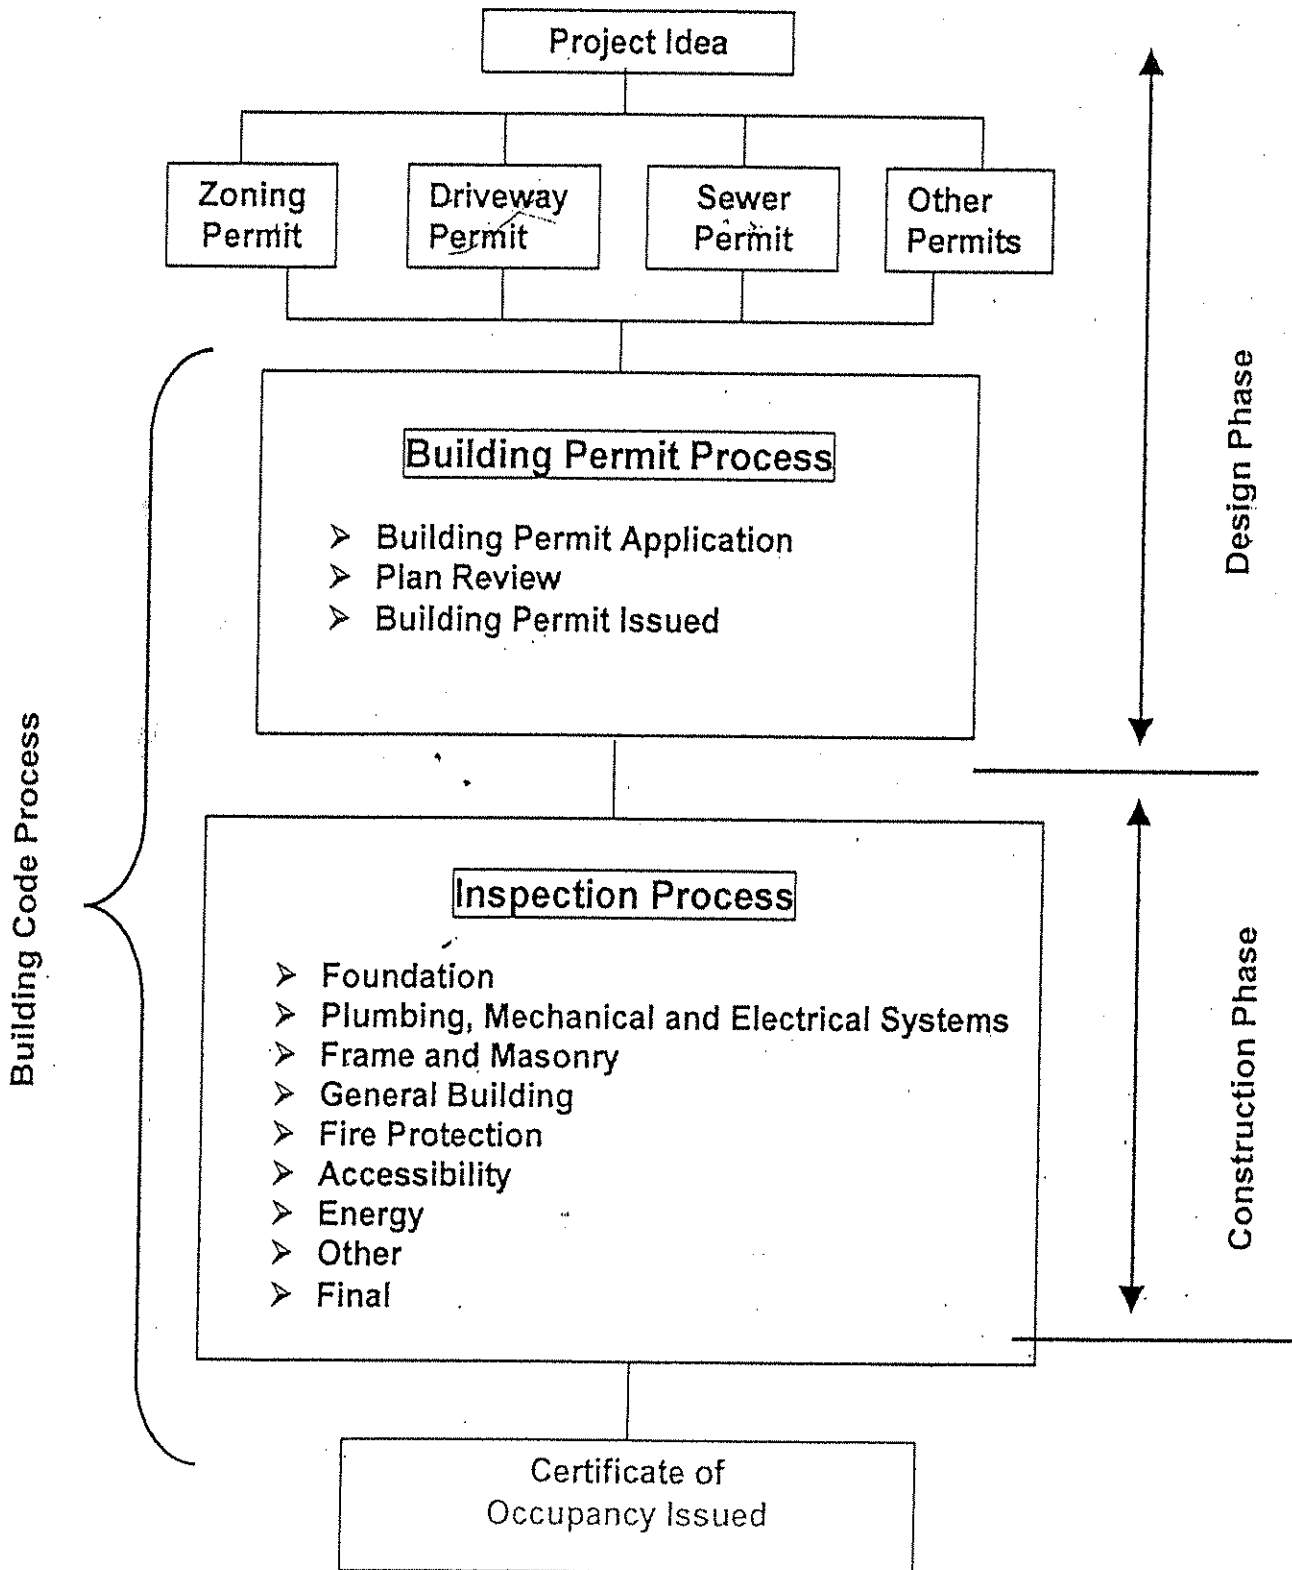 Project Idea
Zoning
Permit
Driveway
Permit
Sewer
Permit
Other
Permits
Building Permit Process
➢ Building Permit Application
➢ Plan Review
➢ Building Permit Issued
Design Phase
Building Code Process
Inspection Process
➢ Foundation
➢ Plumbing, Mechanical and Electrical Systems
➢ Frame and Masonry
➢ General Building
➢ Fire Protection
➢ Accessibility
➢ Energy
➢ Other
➢ Final
Construction Phase
Certificate of
Occupancy Issued